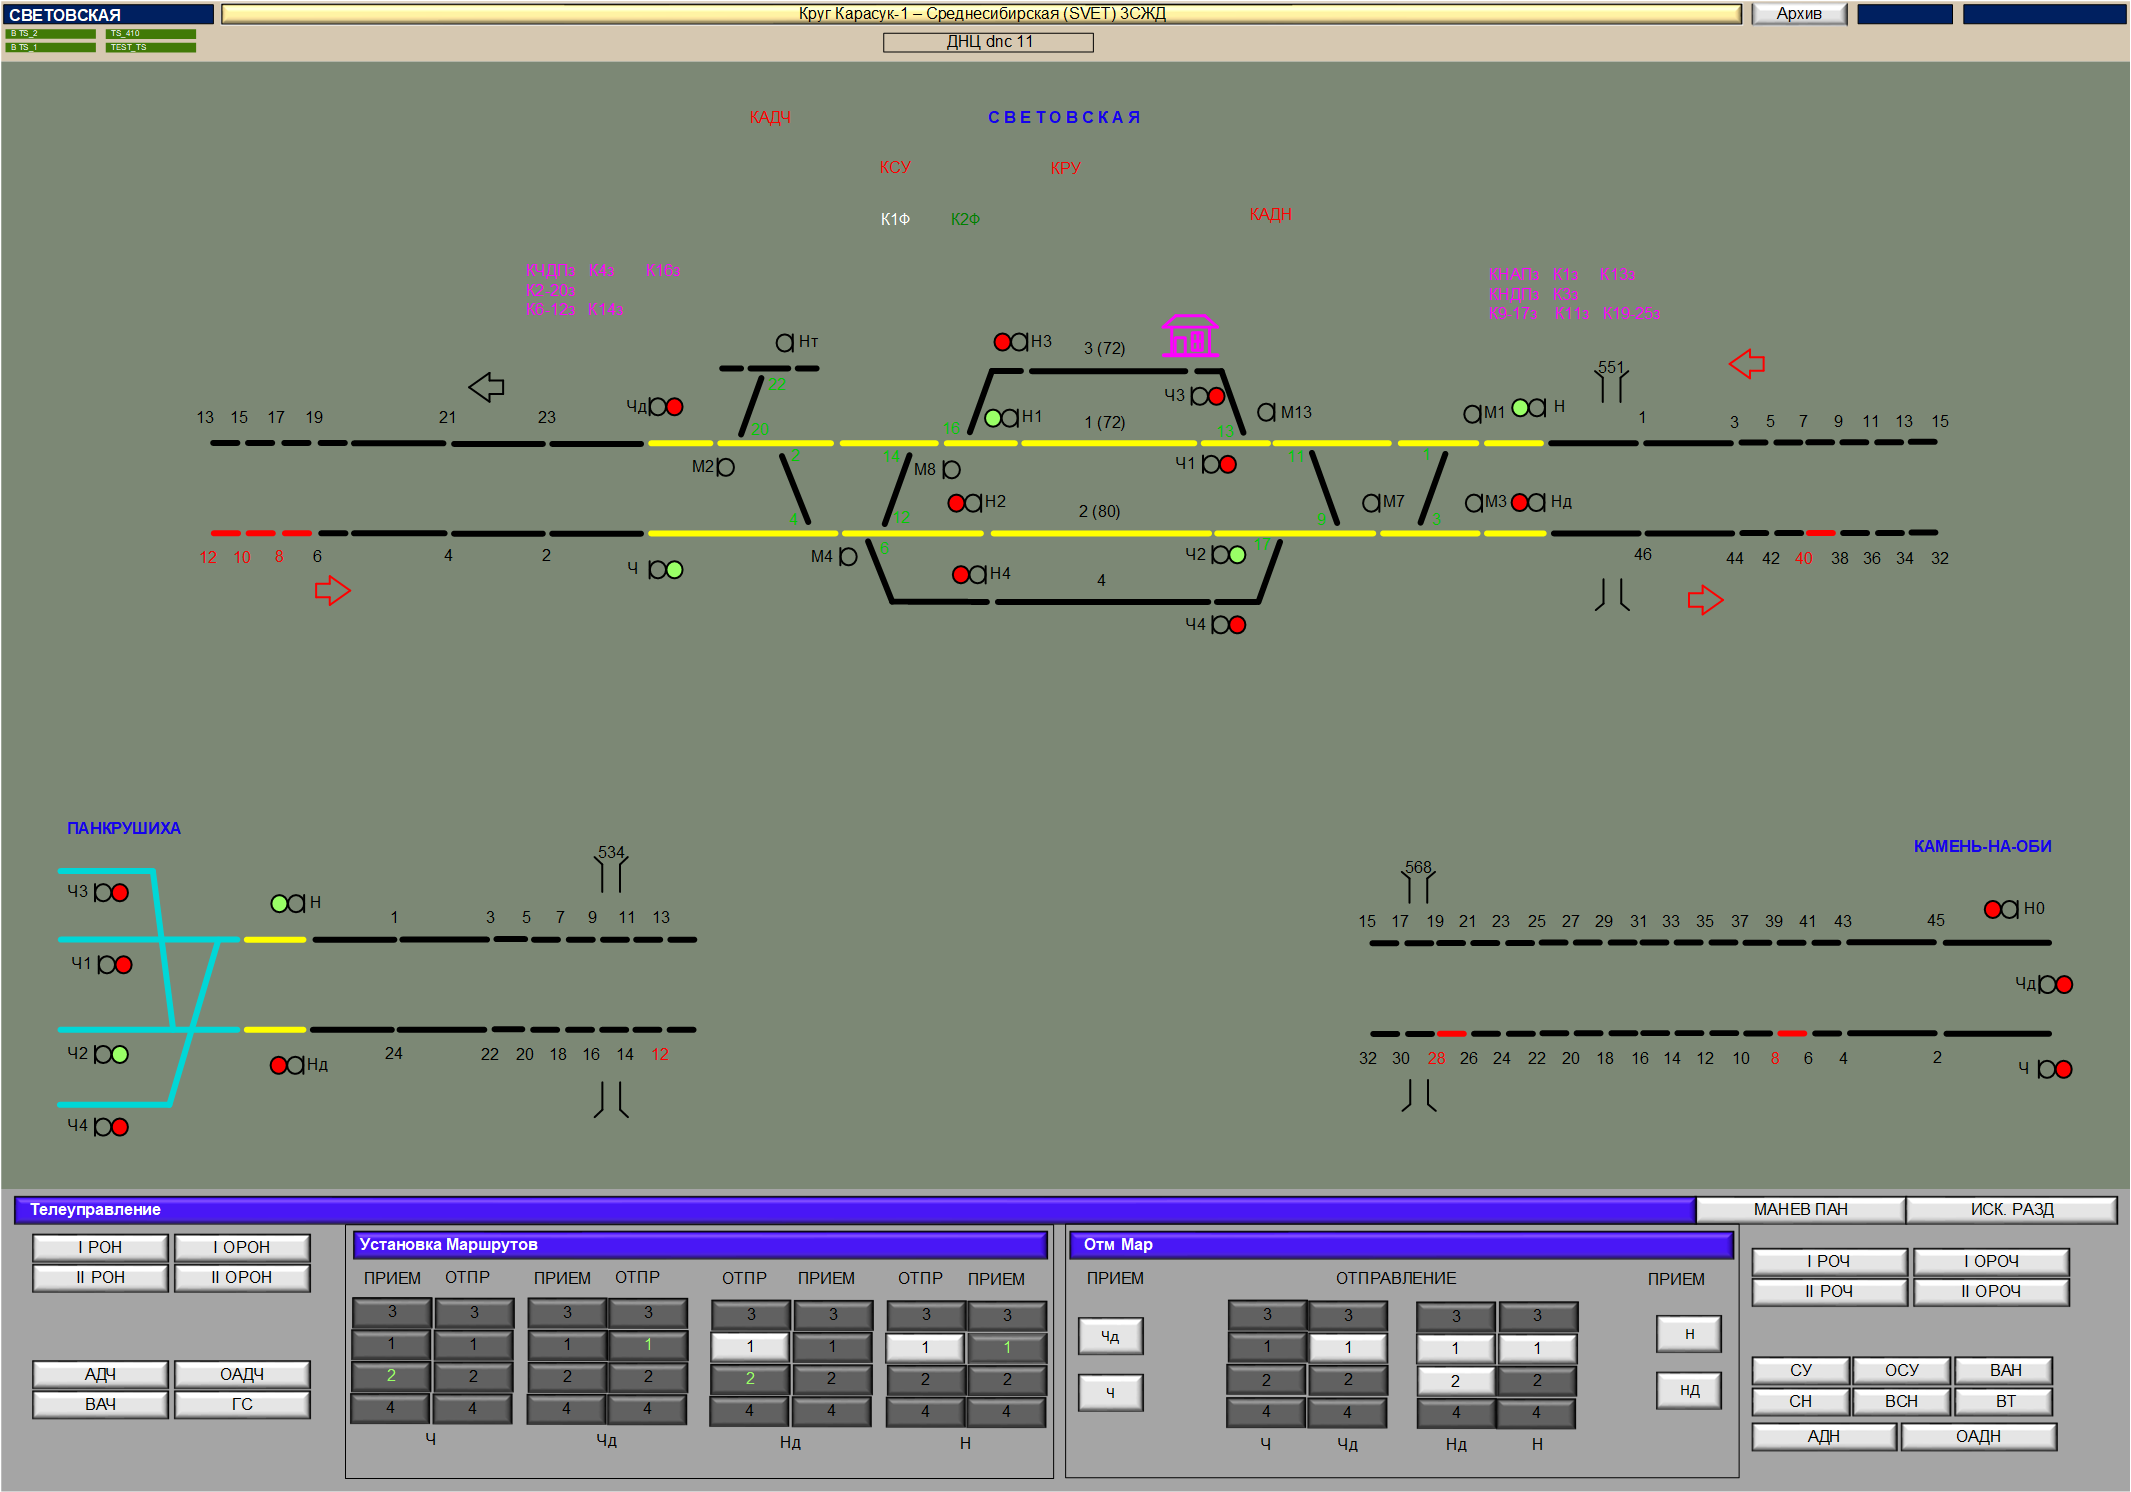 СВЕТОВСКАЯ
Круг Карасук-1 – Среднесибирская (SVET) ЗСЖД
Архив
В TS_2 TS_410
В TS_1 TEST_TS
ДНЦ dnc 11
КАДЧ СВЕТОВСКАЯ
КСУ КРУ
К1Ф К2Ф КАДН
КЧДПз К4з К16з
К2-20з
К6-12з К14з
КНАПз К1з К13з
КНДПз К3з
К9-17з К11з К19-25з
Нт Н3 3 (72)
551
22
Чд Ч3 М13 М1 Н
13 15 17 19 21 23 Н1 1 (72) 1 3 5 7 9 11 13 15
20 16 13
2 14 11 1
М2 М8 Ч1
Н2 2 (80) М7 М3 Нд
4 12 9 3
12 10 8 6 4 2 М4 6 Ч2 17 46 44 42 40 38 36 34 32
Ч Н4 4
Ч4
ПАНКРУШИХА
КАМЕНЬ-НА-ОБИ
534
568
Ч3 Н
1 3 5 7 9 11 13
15 17 19 21 23 25 27 29 31 33 35 37 39 41 43 45 Н0
Ч1
Чд
Ч2 24 22 20 18 16 14 12
32 30 28 26 24 22 20 18 16 14 12 10 8 6 4 2
Нд
Ч
Ч4
Телеуправление МАНЕВ ПАН ИСК. РАЗД
I РОН I ОРОН
II РОН II ОРОН
АДЧ ОАДЧ
ВАЧ ГС
Установка Маршрутов
ПРИЕМ ОТПР ПРИЕМ ОТПР ОТПР ПРИЕМ ОТПР ПРИЕМ
3 3 3 3 3 3 3 3
1 1 1 1 1 1 1 1
2 2 2 2 2 2 2 2
4 4 4 4 4 4 4 4
Ч Чд Нд Н
Отм Мар
ПРИЕМ ОТПРАВЛЕНИЕ ПРИЕМ
3 3 3 3
Чд 1 1 1 1 Н
Ч 2 2 2 2 НД
4 4 4 4
Ч Чд Нд Н
I РОЧ I ОРОЧ
II РОЧ II ОРОЧ
СУ ОСУ ВАН
СН ВСН ВТ
АДН ОАДН